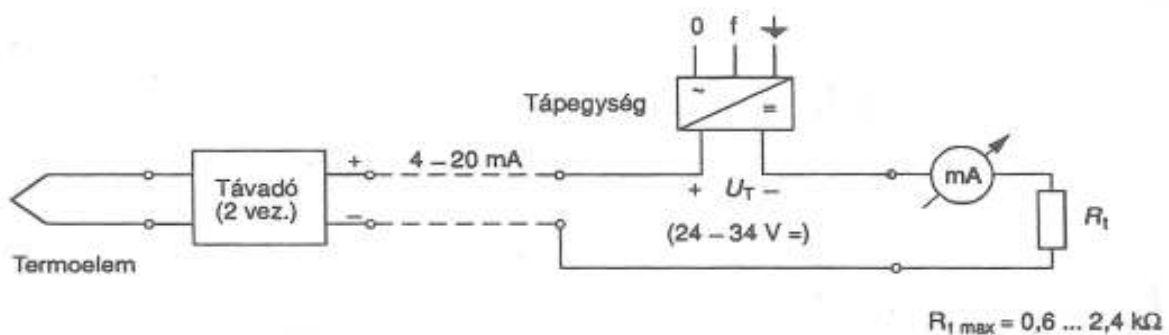 0 f
Tápegység
~
=
4 – 20 mA
+
Távadó
(2 vez.)
–
+ U_T –
(24 – 34 V =)
mA
R_t
Termoelem
R_t max = 0,6 ... 2,4 kΩ